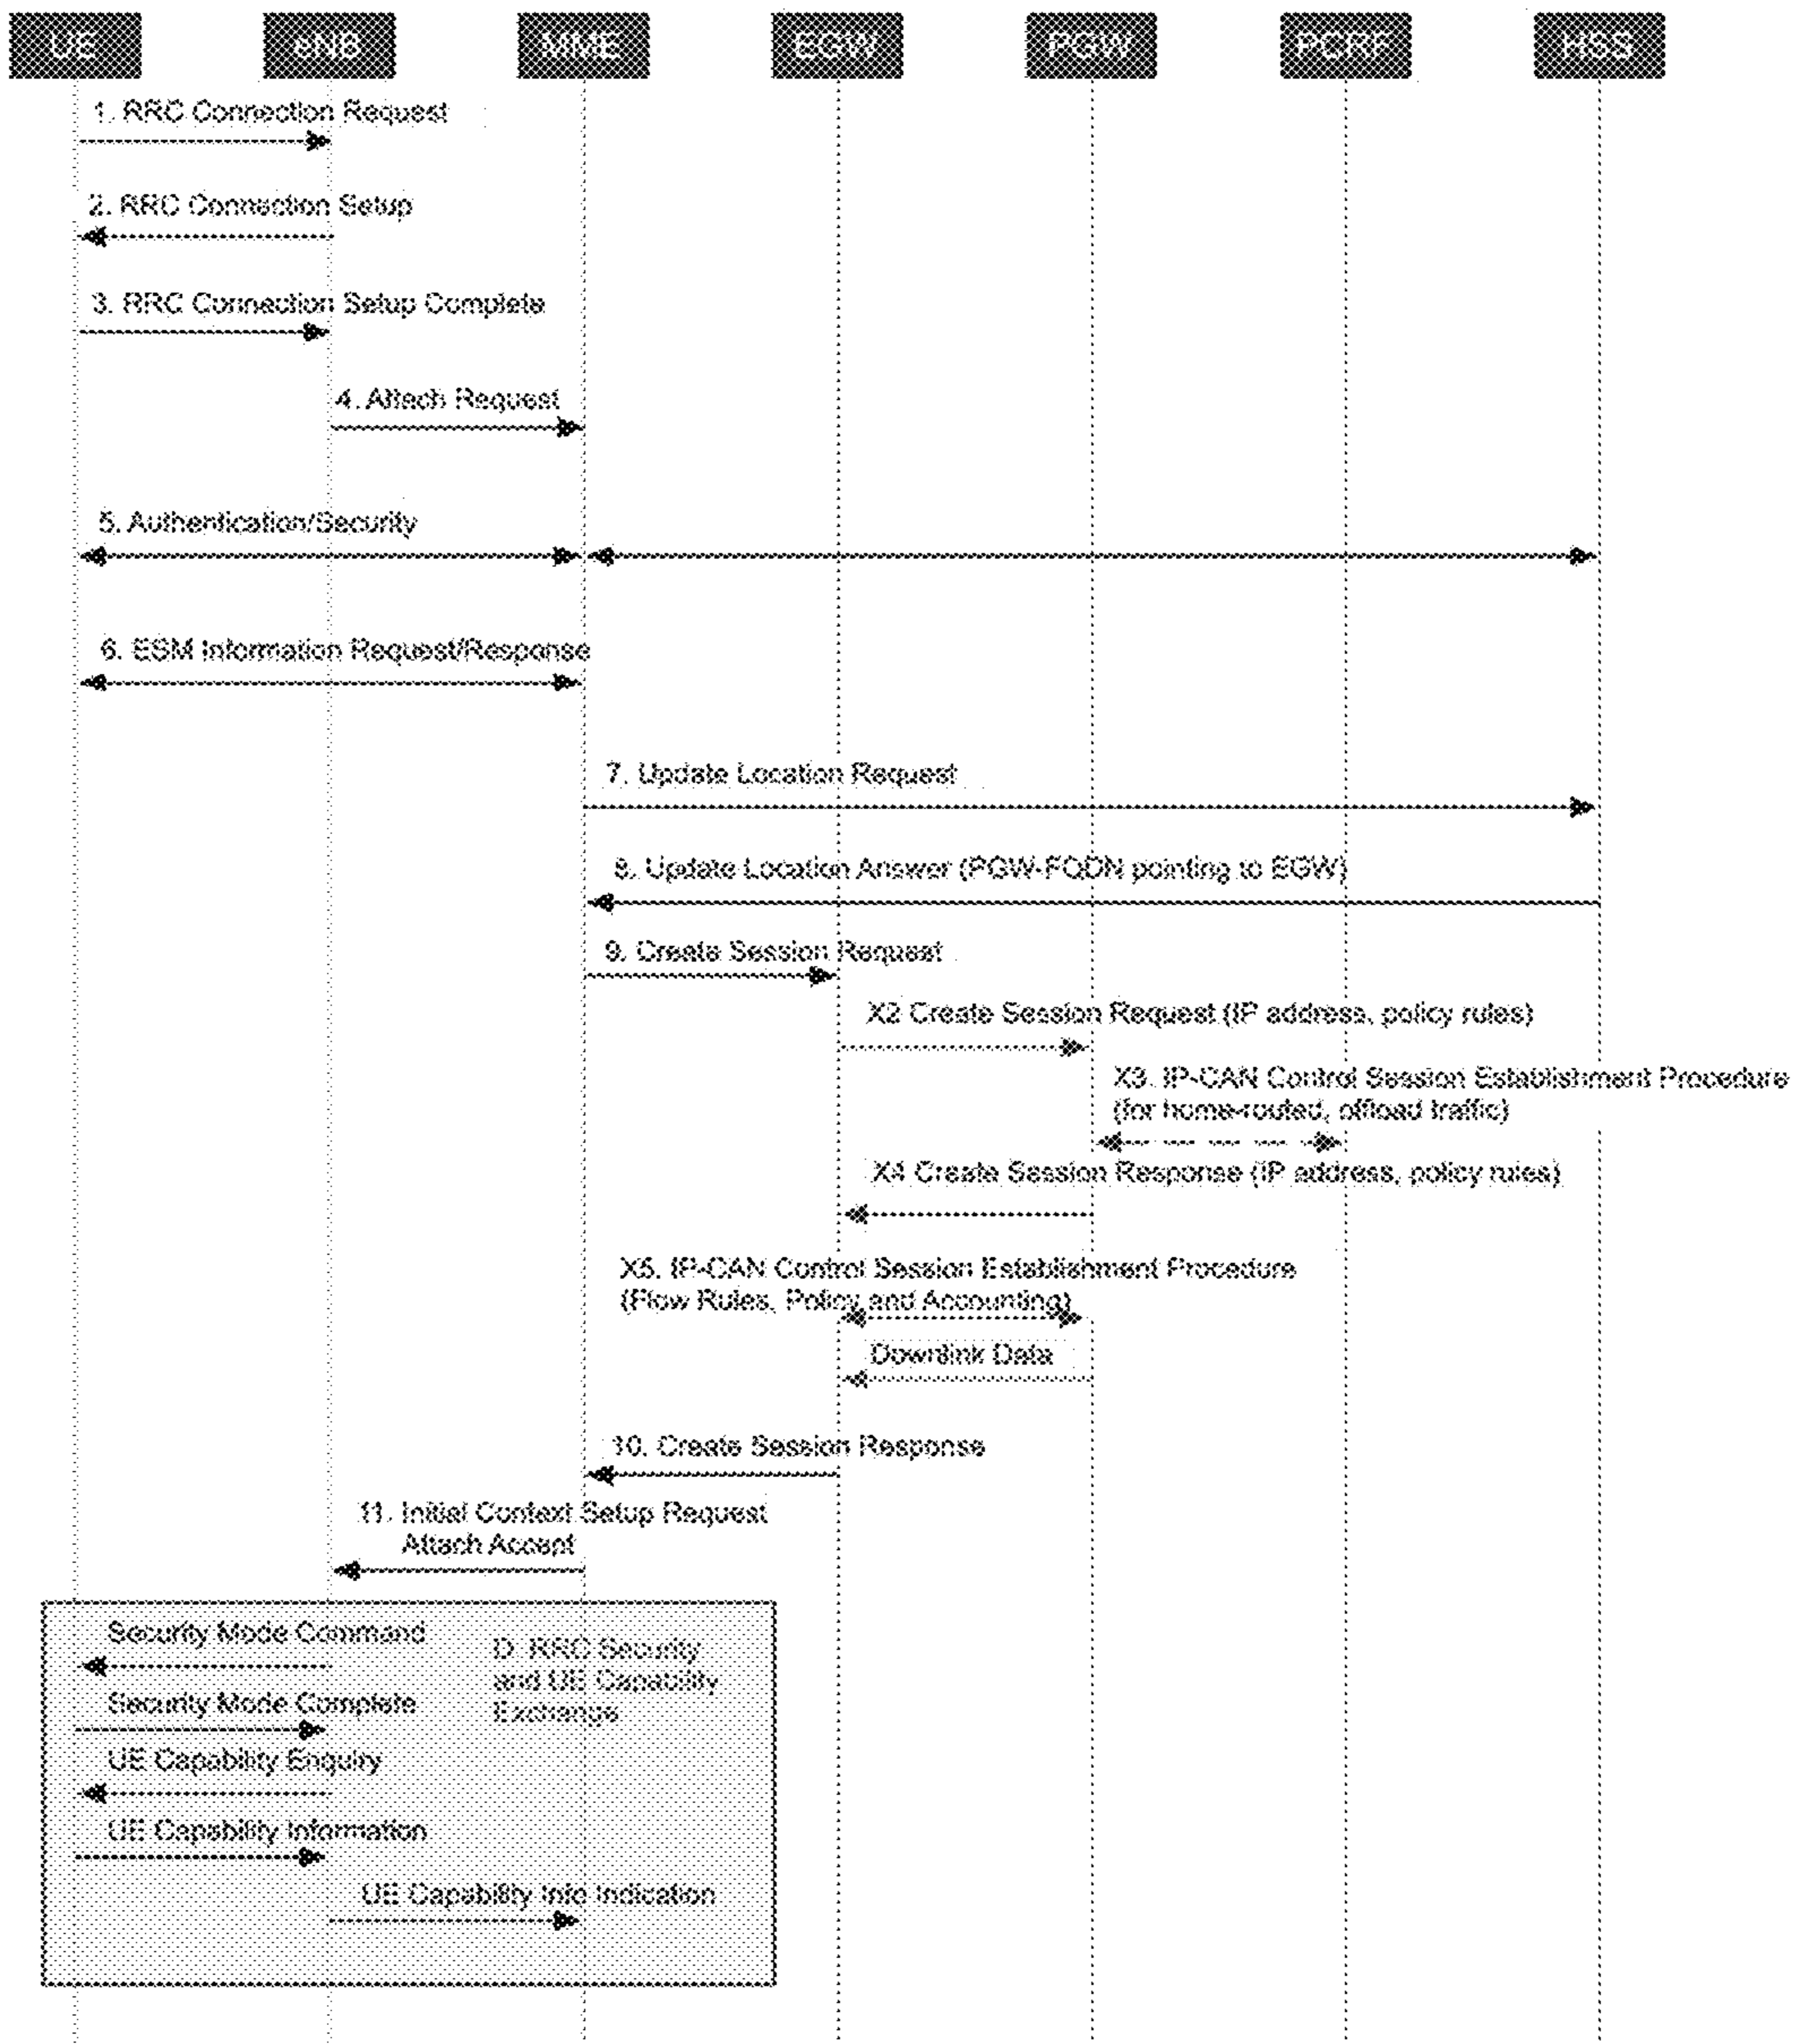 UE eNB MME EGW PGW PCRF HSS
1. RRC Connection Request
2. RRC Connection Setup
3. RRC Connection Setup Complete
4. Attach Request
5. Authentication/Security
6. ESM Information Request/Response
7. Update Location Request
8. Update Location Answer (PGW-FQDN pointing to EGW)
9. Create Session Request
X2 Create Session Request (IP address, policy rules)
X3. IP-CAN Control Session Establishment Procedure
(for home-routed, offload traffic)
X4 Create Session Response (IP address, policy rules)
X5. IP-CAN Control Session Establishment Procedure
(Flow Rules, Policy and Accounting)
Downlink Data
10. Create Session Response
11. Initial Context Setup Request
Attach Accept
Security Mode Command
D. RRC Security
and UE Capability
Exchange
Security Mode Complete
UE Capability Enquiry
UE Capability Information
UE Capability Info Indication